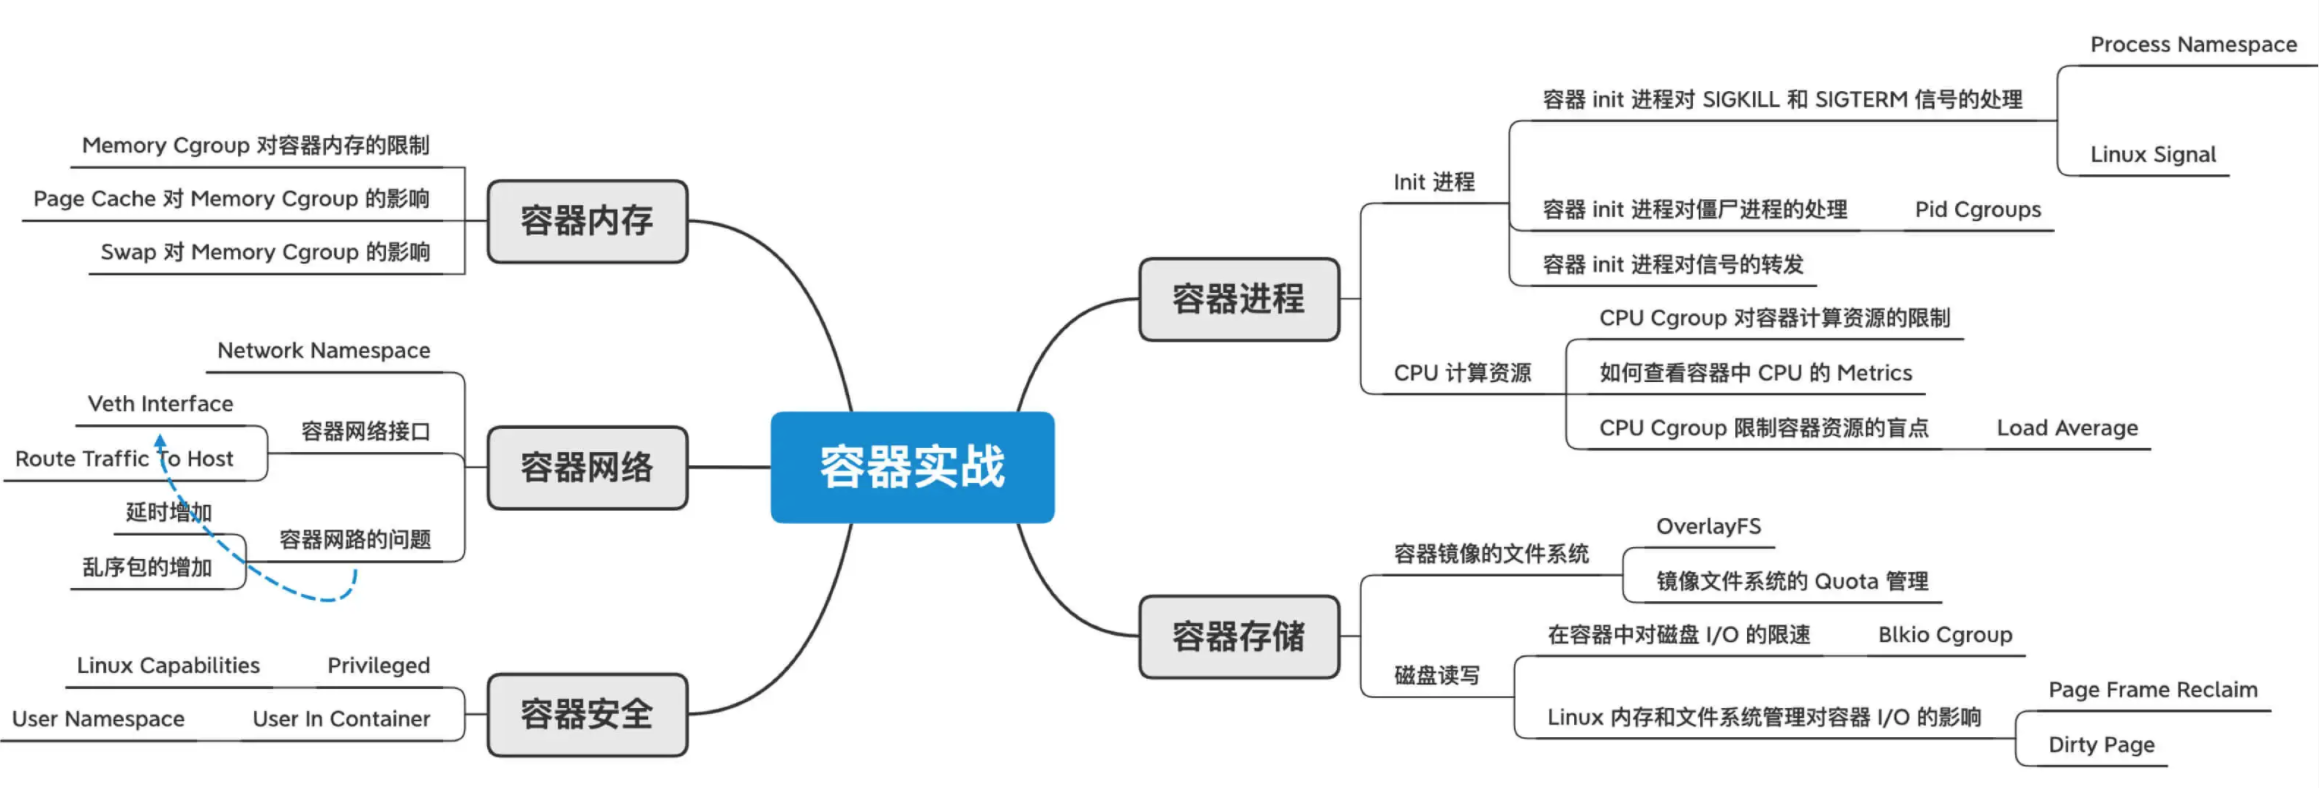 容器实战
容器内存
Memory Cgroup 对容器内存的限制
Page Cache 对 Memory Cgroup 的影响
Swap 对 Memory Cgroup 的影响
容器网络
Network Namespace
容器网络接口
Veth Interface
Route Traffic To Host
容器网路的问题
延时增加
乱序包的增加
容器安全
Privileged
Linux Capabilities
User In Container
User Namespace
容器进程
Init 进程
容器 init 进程对 SIGKILL 和 SIGTERM 信号的处理
Process Namespace
Linux Signal
容器 init 进程对僵尸进程的处理
Pid Cgroups
容器 init 进程对信号的转发
CPU 计算资源
CPU Cgroup 对容器计算资源的限制
如何查看容器中 CPU 的 Metrics
CPU Cgroup 限制容器资源的盲点
Load Average
容器存储
容器镜像的文件系统
OverlayFS
镜像文件系统的 Quota 管理
磁盘读写
在容器中对磁盘 I/O 的限速
Blkio Cgroup
Linux 内存和文件系统管理对容器 I/O 的影响
Page Frame Reclaim
Dirty Page